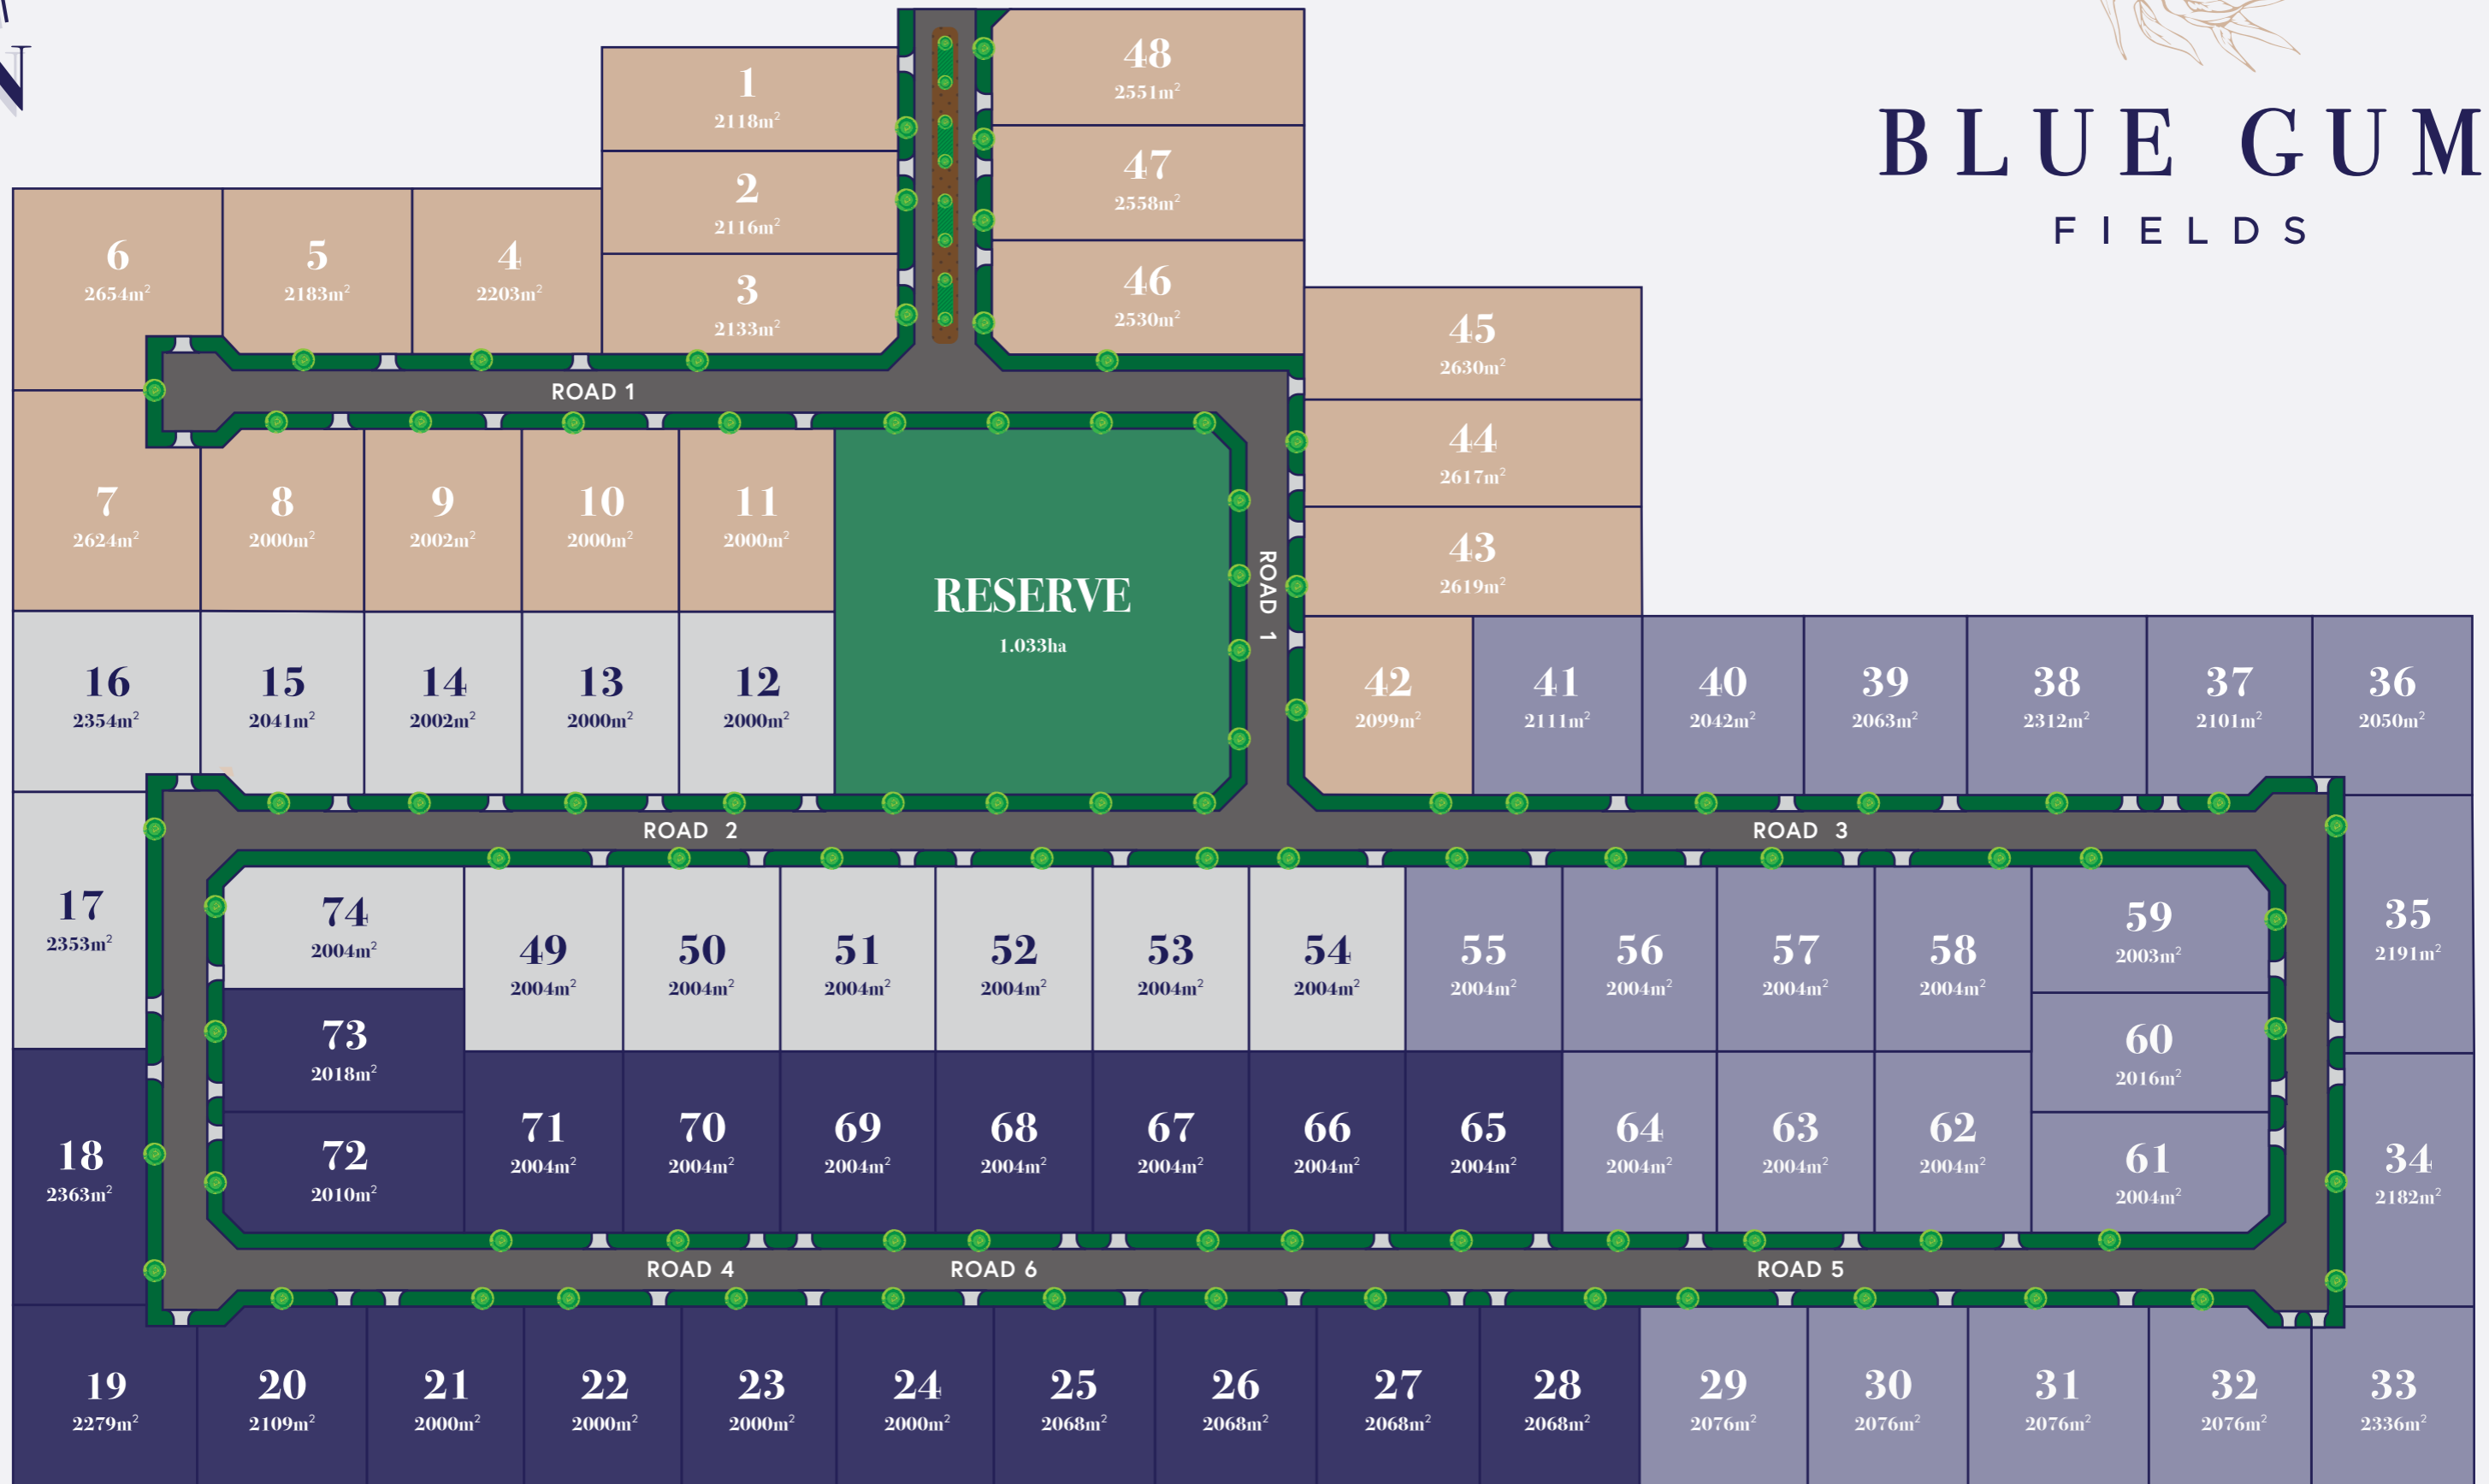 N
BLUE GUM
FIELDS
1
2118m²
2
2116m²
3
2133m²
48
2551m²
47
2558m²
46
2530m²
6
2654m²
5
2183m²
4
2203m²
45
2630m²
44
2617m²
43
2619m²
ROAD 1
7
2624m²
8
2000m²
9
2002m²
10
2000m²
11
2000m²
RESERVE
1.033ha
ROAD 1
16
2354m²
15
2041m²
14
2002m²
13
2000m²
12
2000m²
42
2099m²
41
2111m²
40
2042m²
39
2063m²
38
2312m²
37
2101m²
36
2050m²
ROAD 2
ROAD 3
17
2353m²
74
2004m²
49
2004m²
50
2004m²
51
2004m²
52
2004m²
53
2004m²
54
2004m²
55
2004m²
56
2004m²
57
2004m²
58
2004m²
59
2003m²
35
2191m²
73
2018m²
60
2016m²
18
2363m²
72
2010m²
71
2004m²
70
2004m²
69
2004m²
68
2004m²
67
2004m²
66
2004m²
65
2004m²
64
2004m²
63
2004m²
62
2004m²
61
2004m²
34
2182m²
ROAD 4
ROAD 6
ROAD 5
19
2279m²
20
2109m²
21
2000m²
22
2000m²
23
2000m²
24
2000m²
25
2068m²
26
2068m²
27
2068m²
28
2068m²
29
2076m²
30
2076m²
31
2076m²
32
2076m²
33
2336m²